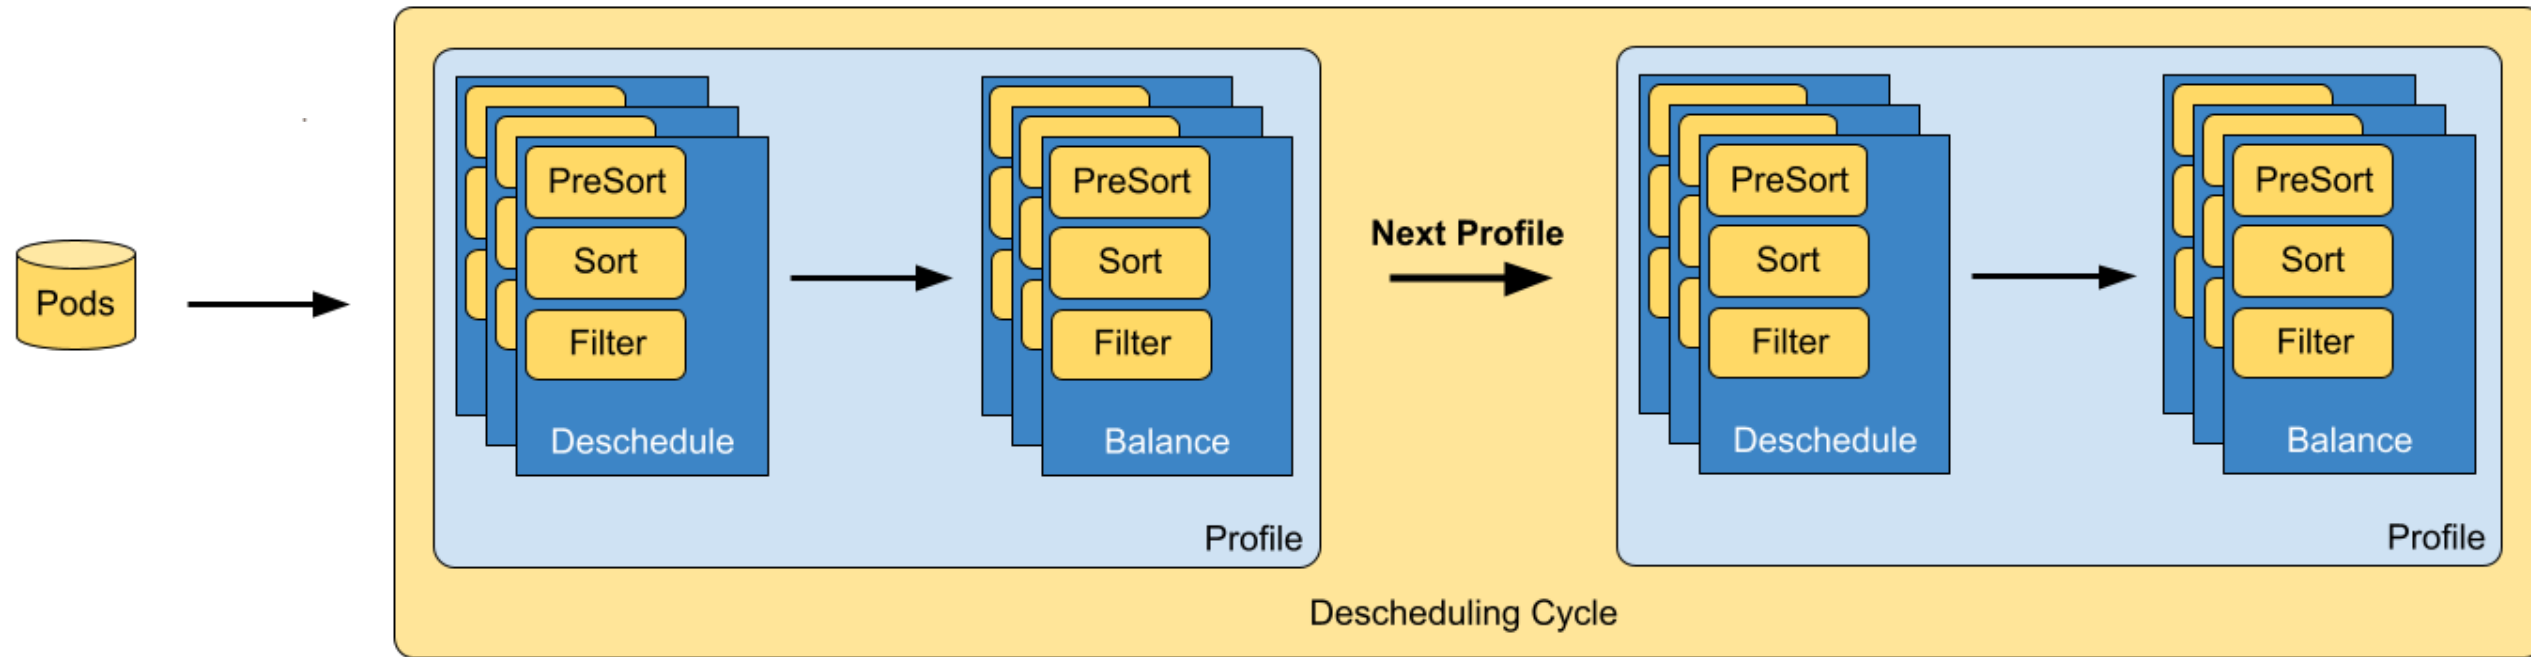 Pods
PreSort
Sort
Filter
Deschedule
PreSort
Sort
Filter
Balance
Profile
Next Profile
PreSort
Sort
Filter
Deschedule
PreSort
Sort
Filter
Balance
Profile
Descheduling Cycle